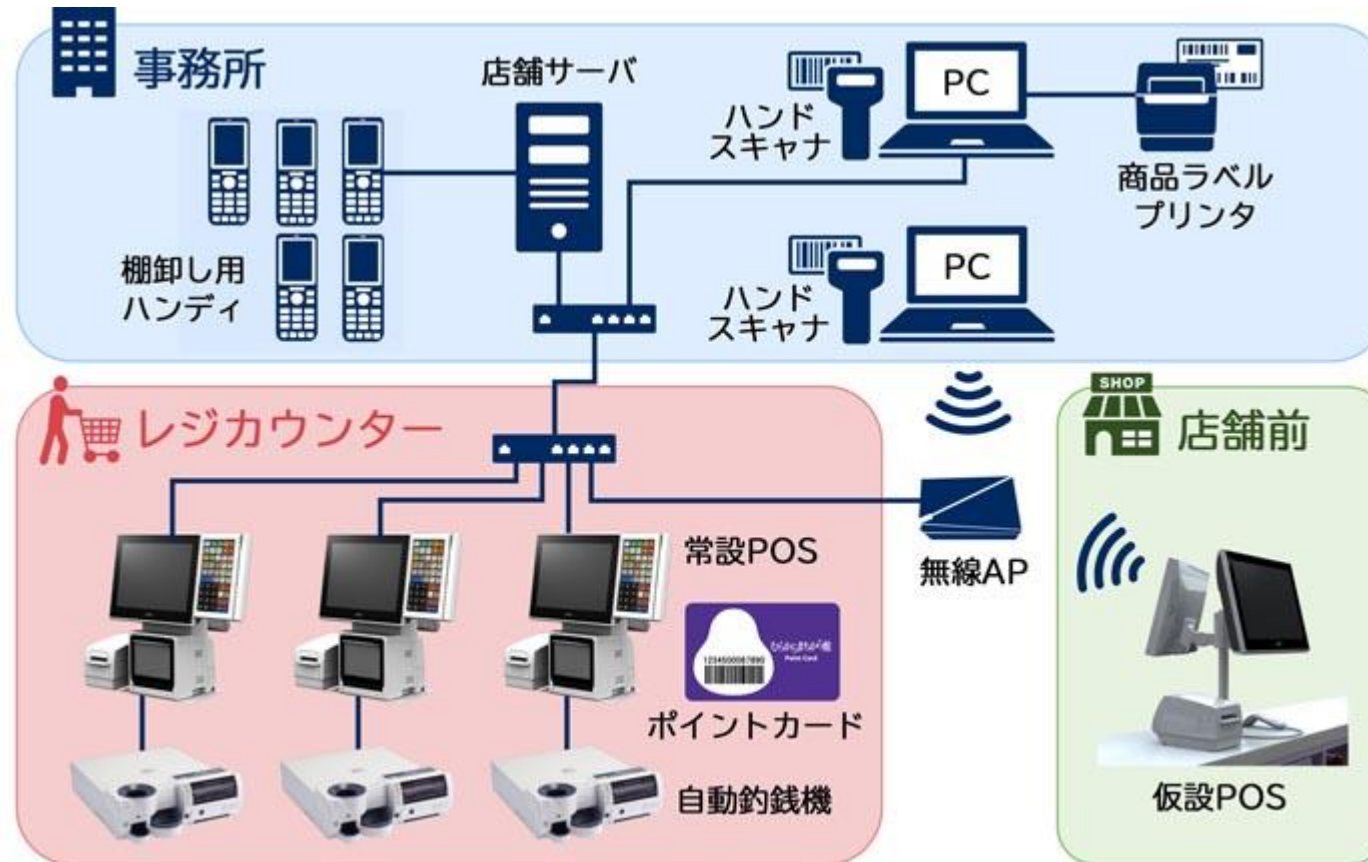 事務所
店舗サーバ
棚卸し用
ハンディ
ハンド
スキャナ
PC
商品ラベル
プリンタ
ハンド
スキャナ
PC
レジカウンター
常設POS
ポイントカード
自動釣銭機
無線AP
SHOP
店舗前
仮設POS
Point Card